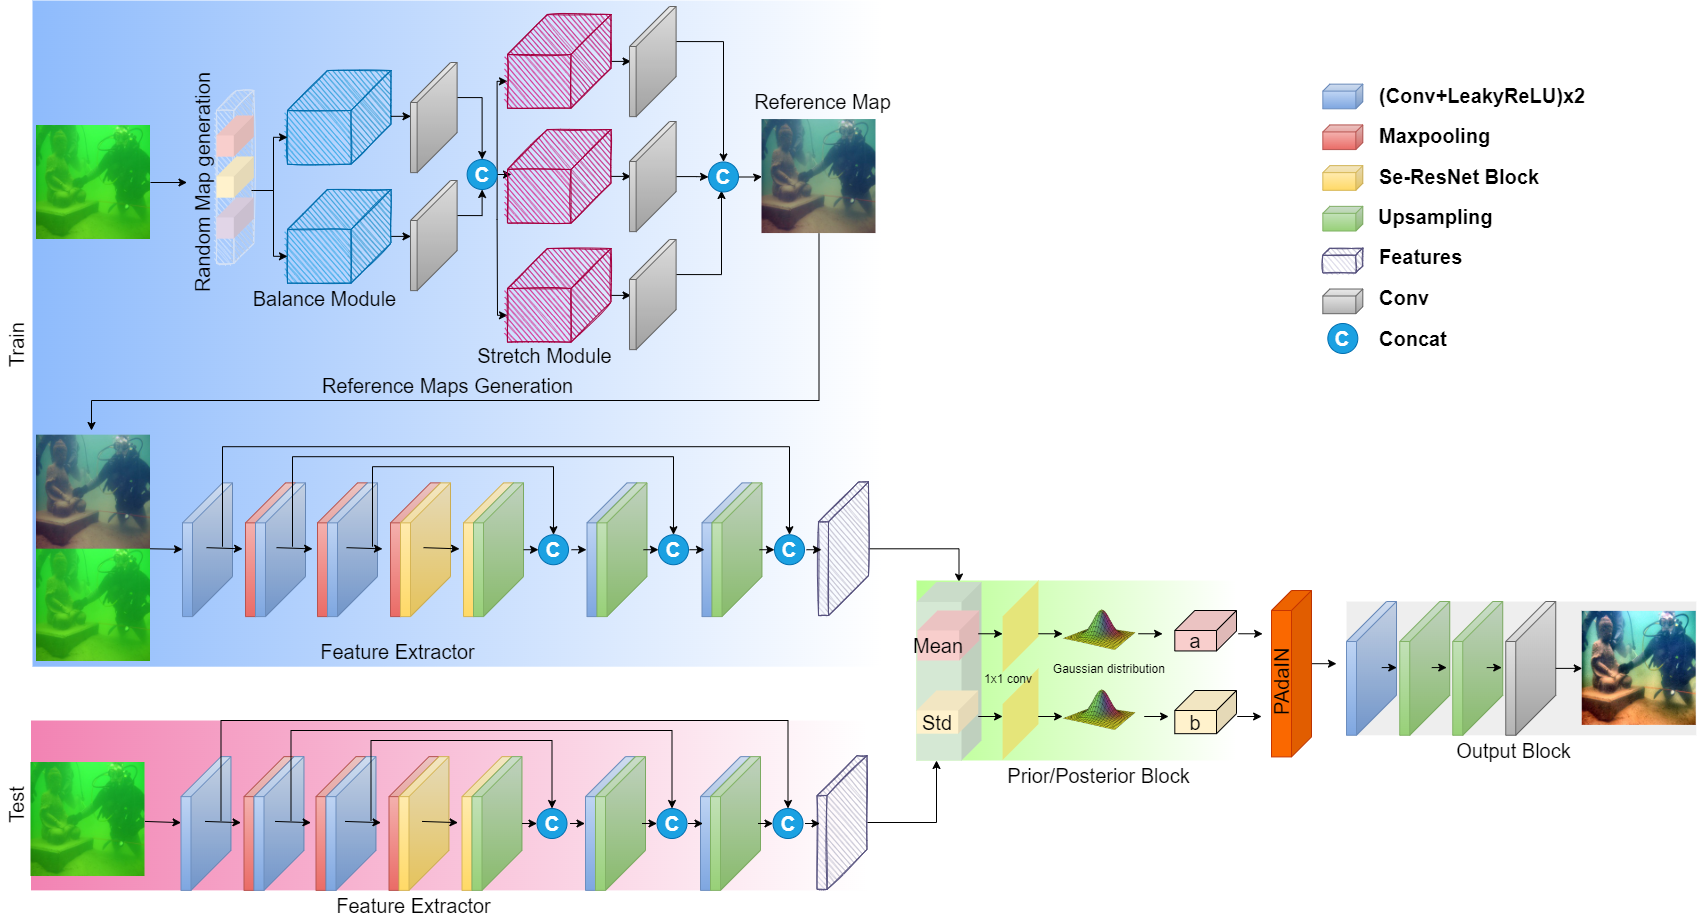 Train
Random Map generation
Balance Module
C
Stretch Module
C
Reference Map
Reference Maps Generation
(Conv+LeakyReLU)x2
Maxpooling
Se-ResNet Block
Upsampling
Features
Conv
C
Concat
C
C
C
Feature Extractor
Mean
Std
1x1 conv
Gaussian distribution
a
b
Prior/Posterior Block
PAdaIN
Output Block
Test
C
C
C
Feature Extractor